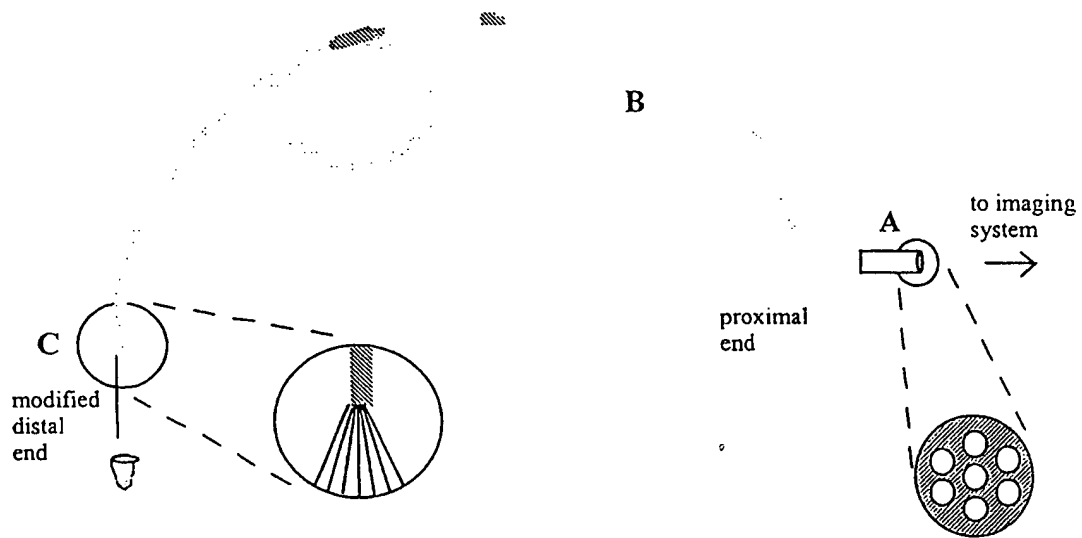 B
to imaging
system
A
proximal
end
C
modified
distal
end